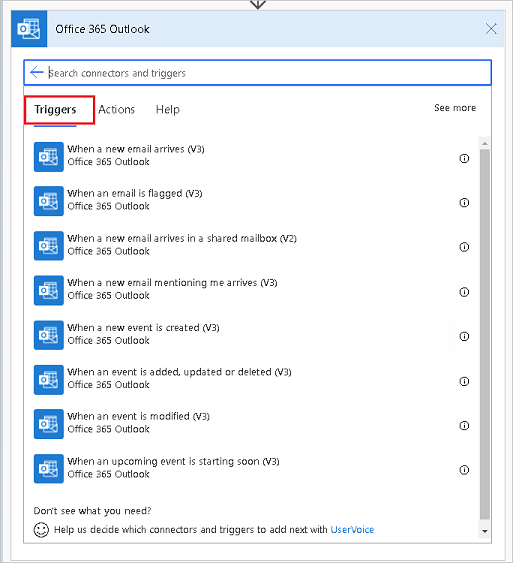 Office 365 Outlook
Search connectors and triggers
Triggers Actions Help See more
When a new email arrives (V3)
Office 365 Outlook
When an email is flagged (V3)
Office 365 Outlook
When a new email arrives in a shared mailbox (V2)
Office 365 Outlook
When a new email mentioning me arrives (V3)
Office 365 Outlook
When a new event is created (V3)
Office 365 Outlook
When an event is added, updated or deleted (V3)
Office 365 Outlook
When an event is modified (V3)
Office 365 Outlook
When an upcoming event is starting soon (V3)
Office 365 Outlook
Don't see what you need?
Help us decide which connectors and triggers to add next with UserVoice